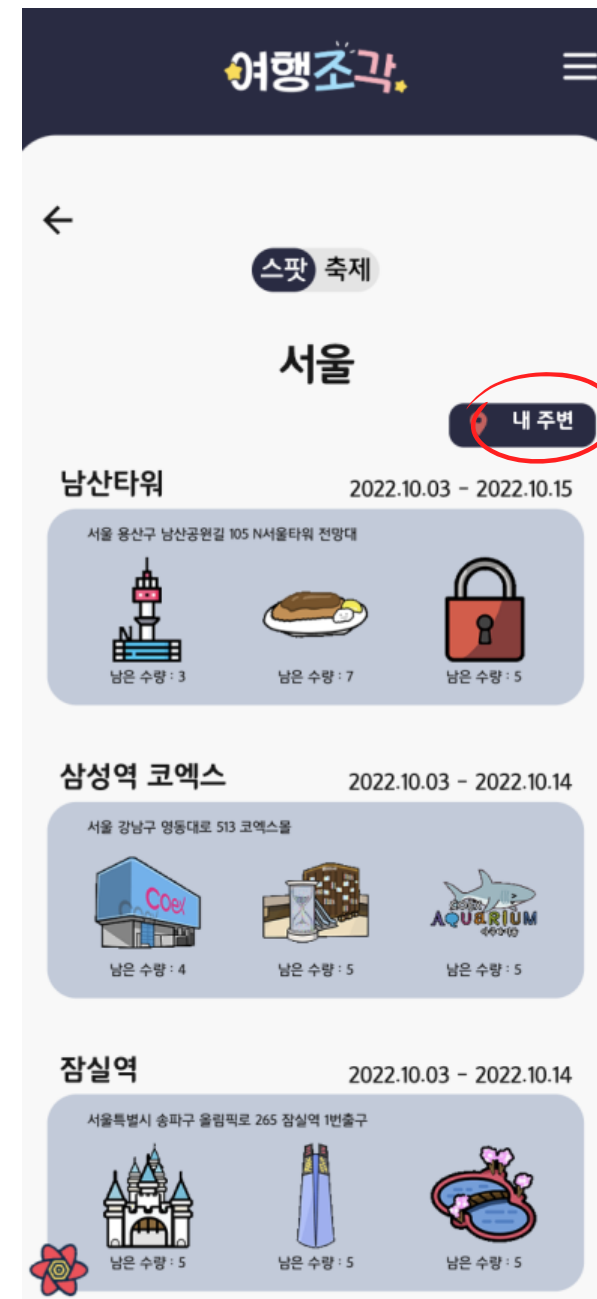 여행조각
스팟 축제
서울
내 주변
남산타워 2022.10.03 - 2022.10.15
서울 용산구 남산공원길 105 N서울타워 전망대
N
남은 수량 : 3 남은 수량 : 7 남은 수량 : 5
삼성역 코엑스 2022.10.03 - 2022.10.14
서울 강남구 영동대로 513 코엑스몰
Coex
AQUARIUM
남은 수량 : 4 남은 수량 : 5 남은 수량 : 5
잠실역 2022.10.03 - 2022.10.14
서울특별시 송파구 올림픽로 265 잠실역 1번출구
남은 수량 : 5 남은 수량 : 5 남은 수량 : 5